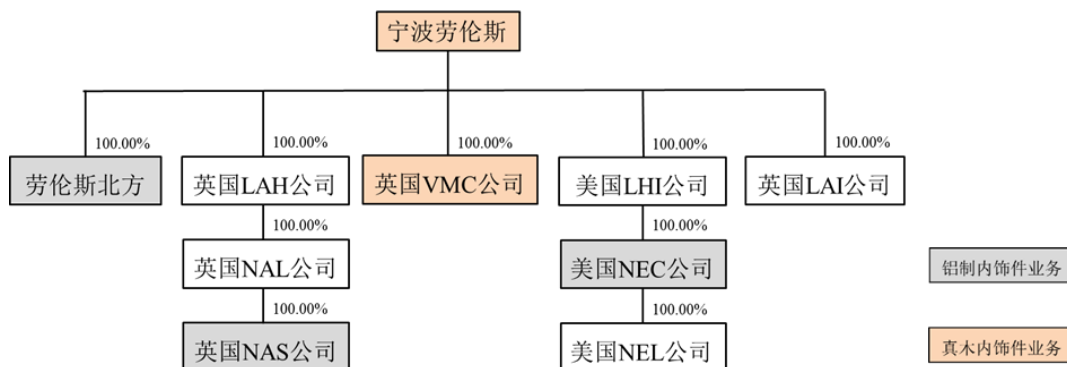 宁波劳伦斯
100.00%
100.00%
100.00%
100.00%
100.00%
劳伦斯北方
英国LAH公司
英国VMC公司
美国LHI公司
英国LAI公司
100.00%
100.00%
英国NAL公司
美国NEC公司
铝制内饰件业务
100.00%
100.00%
英国NAS公司
美国NEL公司
真木内饰件业务